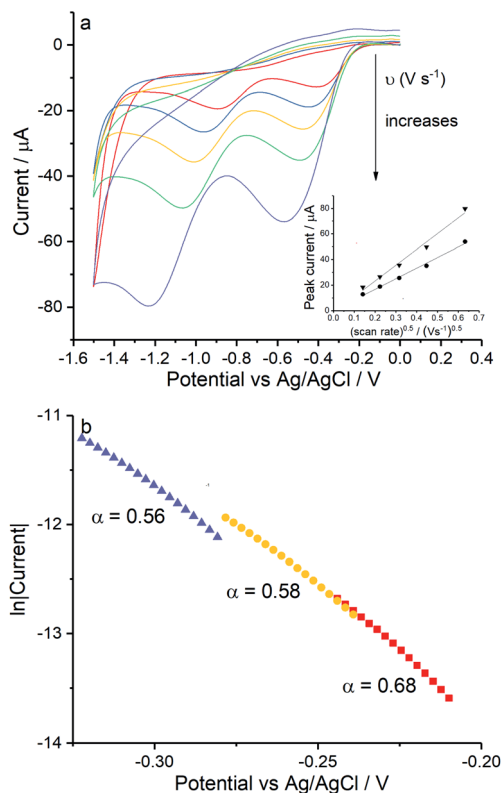 a
0
-20
-40
-60
-80
Current / μA
-1.6 -1.4 -1.2 -1.0 -0.8 -0.6 -0.4 -0.2 0.0
Potential vs Ag/AgCl / V
υ (V s⁻¹)
increases
80
60
40
20
0
Peak current / μA
0.0 0.1 0.2 0.3 0.4 0.5 0.6 0.7
(scan rate)^0.5 / (Vs⁻¹)^0.5
b
-11
-12
-13
-14
ln|Current|
α = 0.56
α = 0.58
α = 0.68
-0.30 -0.25 -0.20
Potential vs Ag/AgCl / V